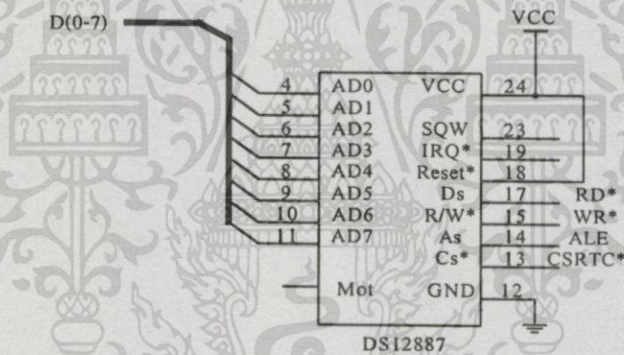 D(0-7)
VCC
4 AD0 VCC 24
5 AD1
6 AD2 SQW 23
7 AD3 IRQ* 19
8 AD4 Reset* 18
9 AD5 Ds 17 RD*
10 AD6 R/W* 15 WR*
11 AD7 As 14 ALE
Cs* 13 CSRTC*
Mot GND 12
DS12887